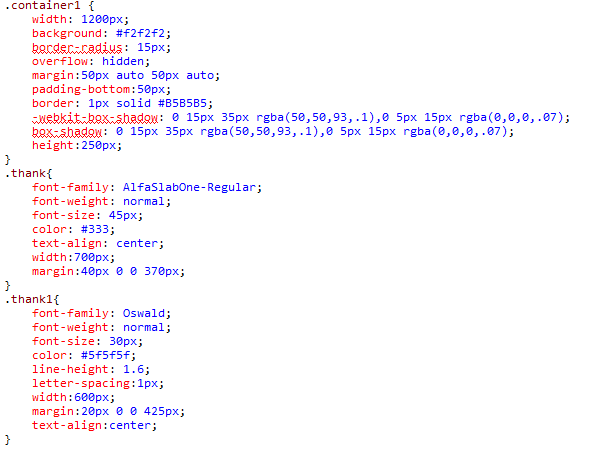 .container1 {
    width: 1200px;
    background: #f2f2f2;
    border-radius: 15px;
    overflow: hidden;
    margin:50px auto 50px auto;
    padding-bottom:50px;
    border: 1px solid #B5B5B5;
    -webkit-box-shadow: 0 15px 35px rgba(50,50,93,.1),0 5px 15px rgba(0,0,0,.07);
    box-shadow: 0 15px 35px rgba(50,50,93,.1),0 5px 15px rgba(0,0,0,.07);
    height:250px;
}
.thank{
    font-family: AlfaSlabOne-Regular;
    font-weight: normal;
    font-size: 45px;
    color: #333;
    text-align: center;
    width:700px;
    margin:40px 0 0 370px;
}
.thank1{
    font-family: Oswald;
    font-weight: normal;
    font-size: 30px;
    color: #5f5f5f;
    line-height: 1.6;
    letter-spacing:1px;
    width:600px;
    margin:20px 0 0 425px;
    text-align:center;
}